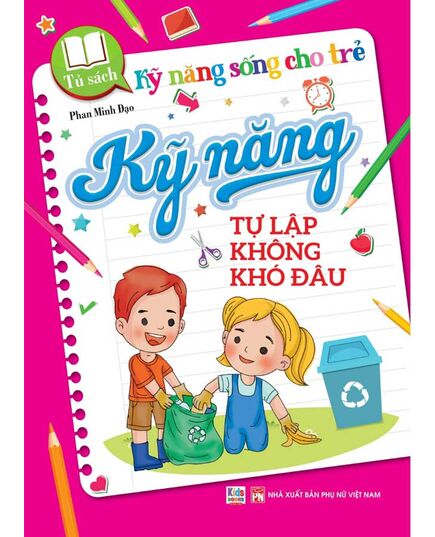 Tủ sách
Kỹ năng sống cho trẻ
Phan Minh Đạo
Kỹ năng
TỰ LẬP
KHÔNG
KHÓ ĐÂU
Kids
BOOKS
PN
NHÀ XUẤT BẢN PHỤ NỮ VIỆT NAM